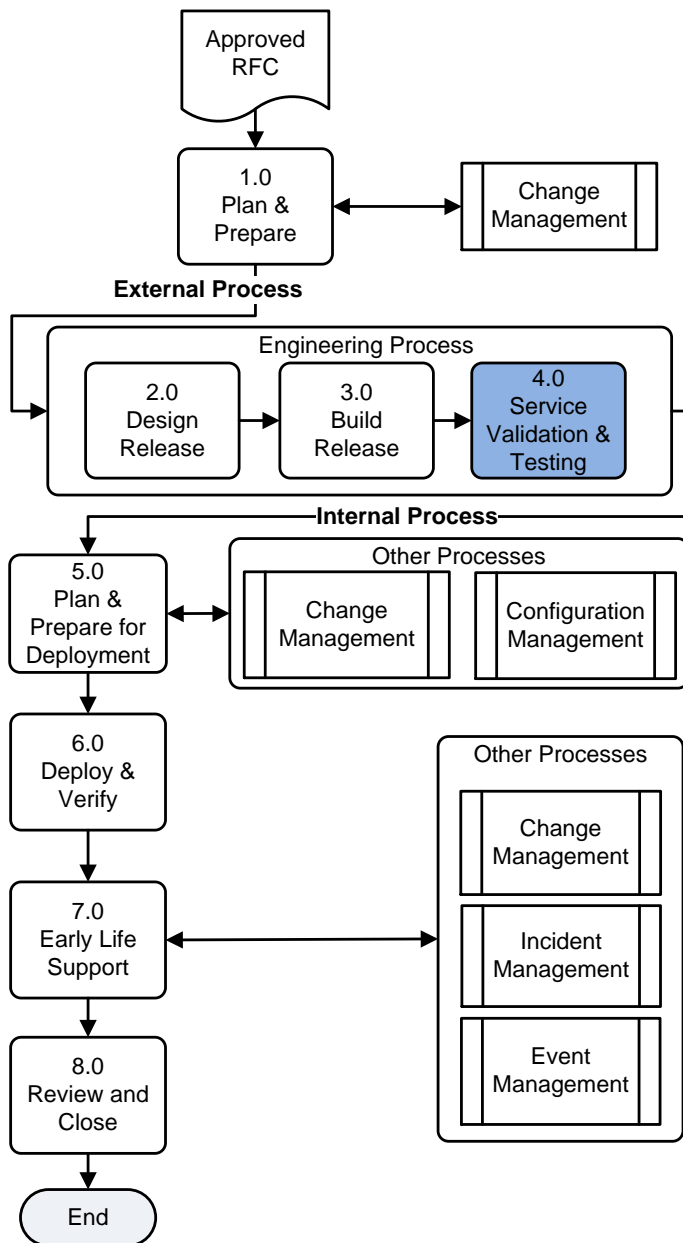 Approved
RFC
1.0
Plan &
Prepare
Change
Management
External Process
Engineering Process
2.0
Design
Release
3.0
Build
Release
4.0
Service
Validation &
Testing
Internal Process
5.0
Plan &
Prepare for
Deployment
Other Processes
Change
Management
Configuration
Management
6.0
Deploy &
Verify
Other Processes
Change
Management
7.0
Early Life
Support
Incident
Management
8.0
Review and
Close
Event
Management
End